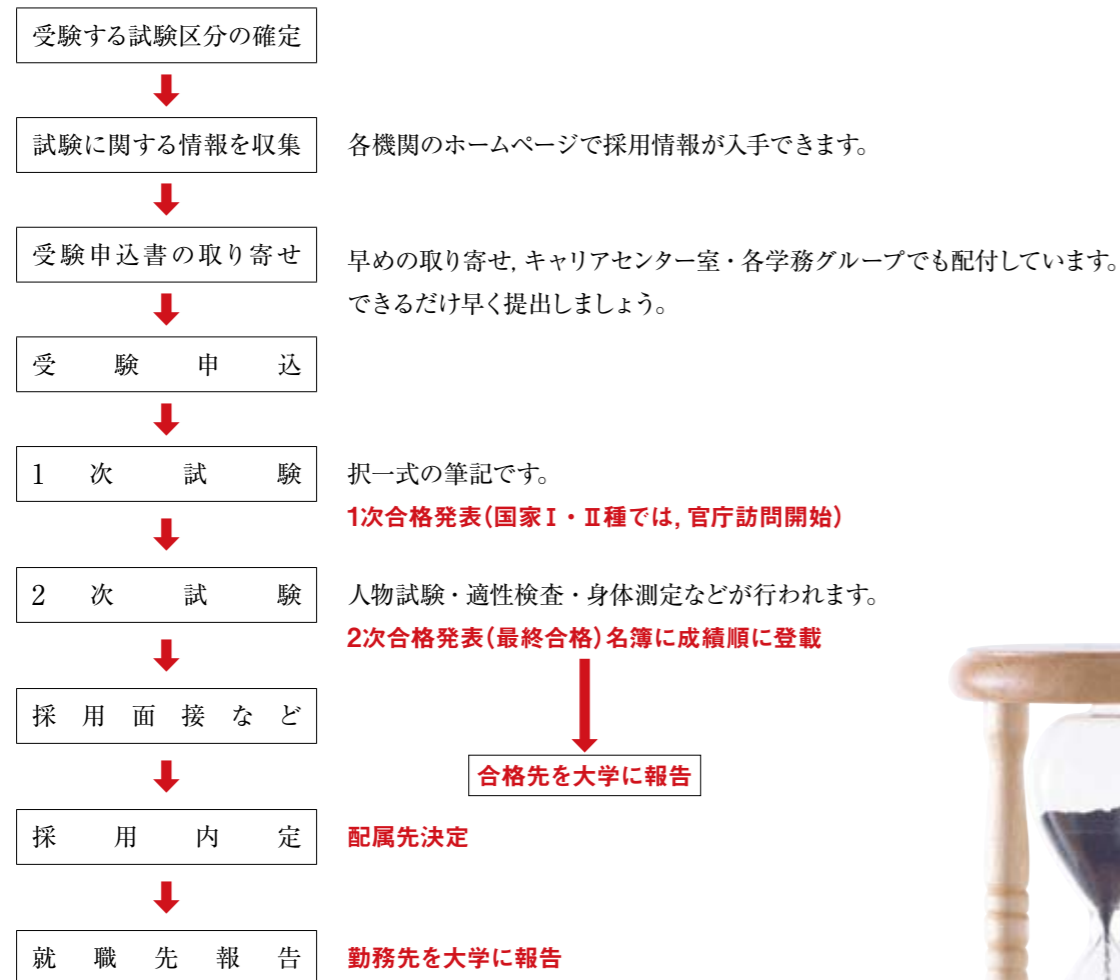 受験する試験区分の確定
試験に関する情報を収集
各機関のホームページで採用情報が入手できます。
受験申込書の取り寄せ
早めの取り寄せ, キャリアセンター室・各学務グループでも配付しています。
できるだけ早く提出しましょう。
受験申込
1次試験
択一式の筆記です。
1次合格発表(国家Ⅰ・Ⅱ種では, 官庁訪問開始)
2次試験
人物試験・適性検査・身体測定などが行われます。
2次合格発表(最終合格)名簿に成績順に登載
採用面接など
合格先を大学に報告
採用内定
配属先決定
就職先報告
勤務先を大学に報告